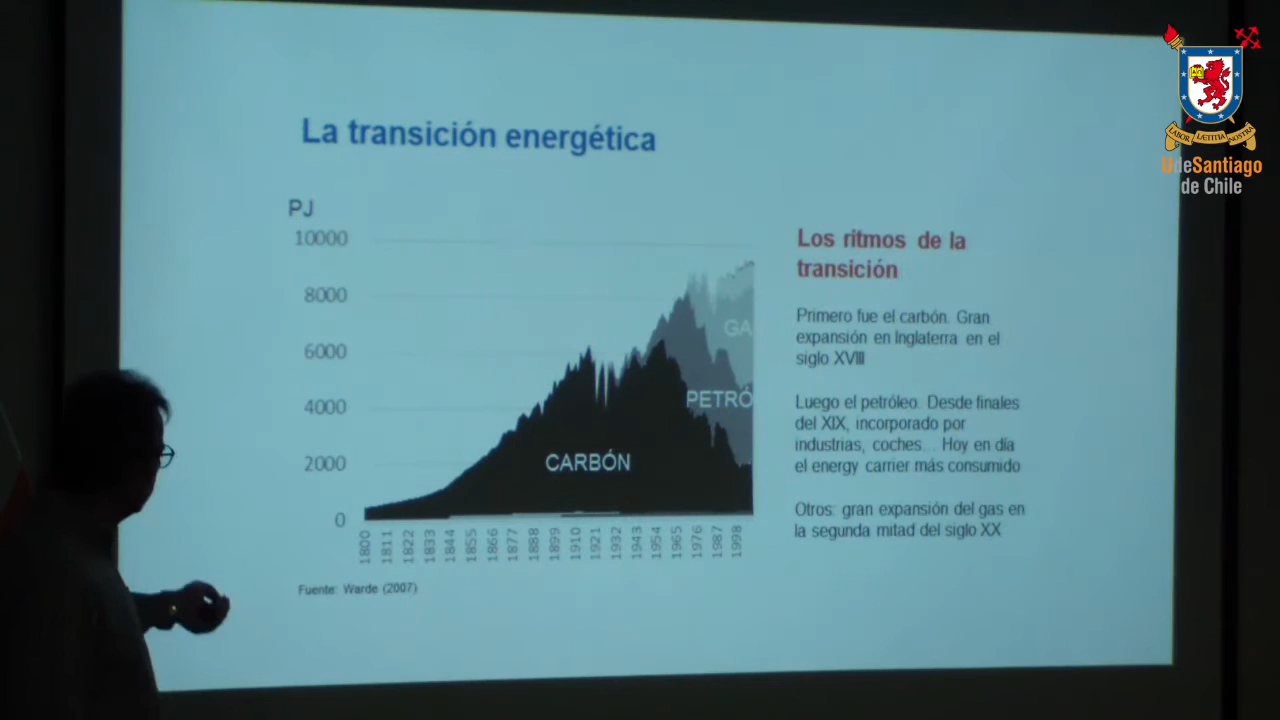 La transición energética
PJ
10000
8000
6000
4000
2000
0
GA
PETRÓ
CARBÓN
1800
1811
1822
1833
1844
1855
1866
1877
1888
1899
1910
1921
1932
1943
1954
1965
1976
1987
1998
Fuente: Warde (2007)
Los ritmos de la
transición
Primero fue el carbón. Gran
expansión en Inglaterra en el
siglo XVIII
Luego el petróleo. Desde finales
del XIX, incorporado por
industrias, coches... Hoy en día
el energy carrier más consumido
Otros: gran expansión del gas en
la segunda mitad del siglo XX
LABOR LÆTITIA NOSTRA
UdeSantiago
de Chile